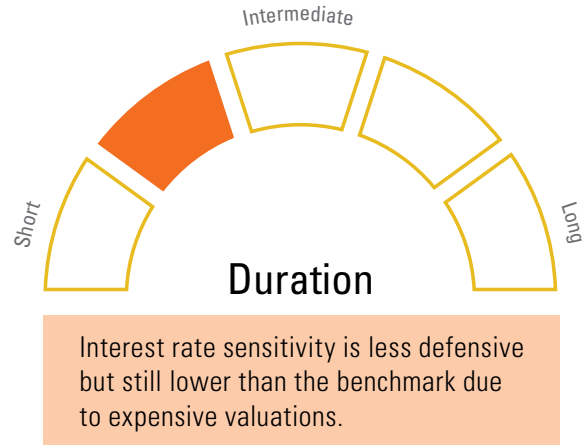 Intermediate
Short
Long
Duration
Interest rate sensitivity is less defensive
but still lower than the benchmark due
to expensive valuations.